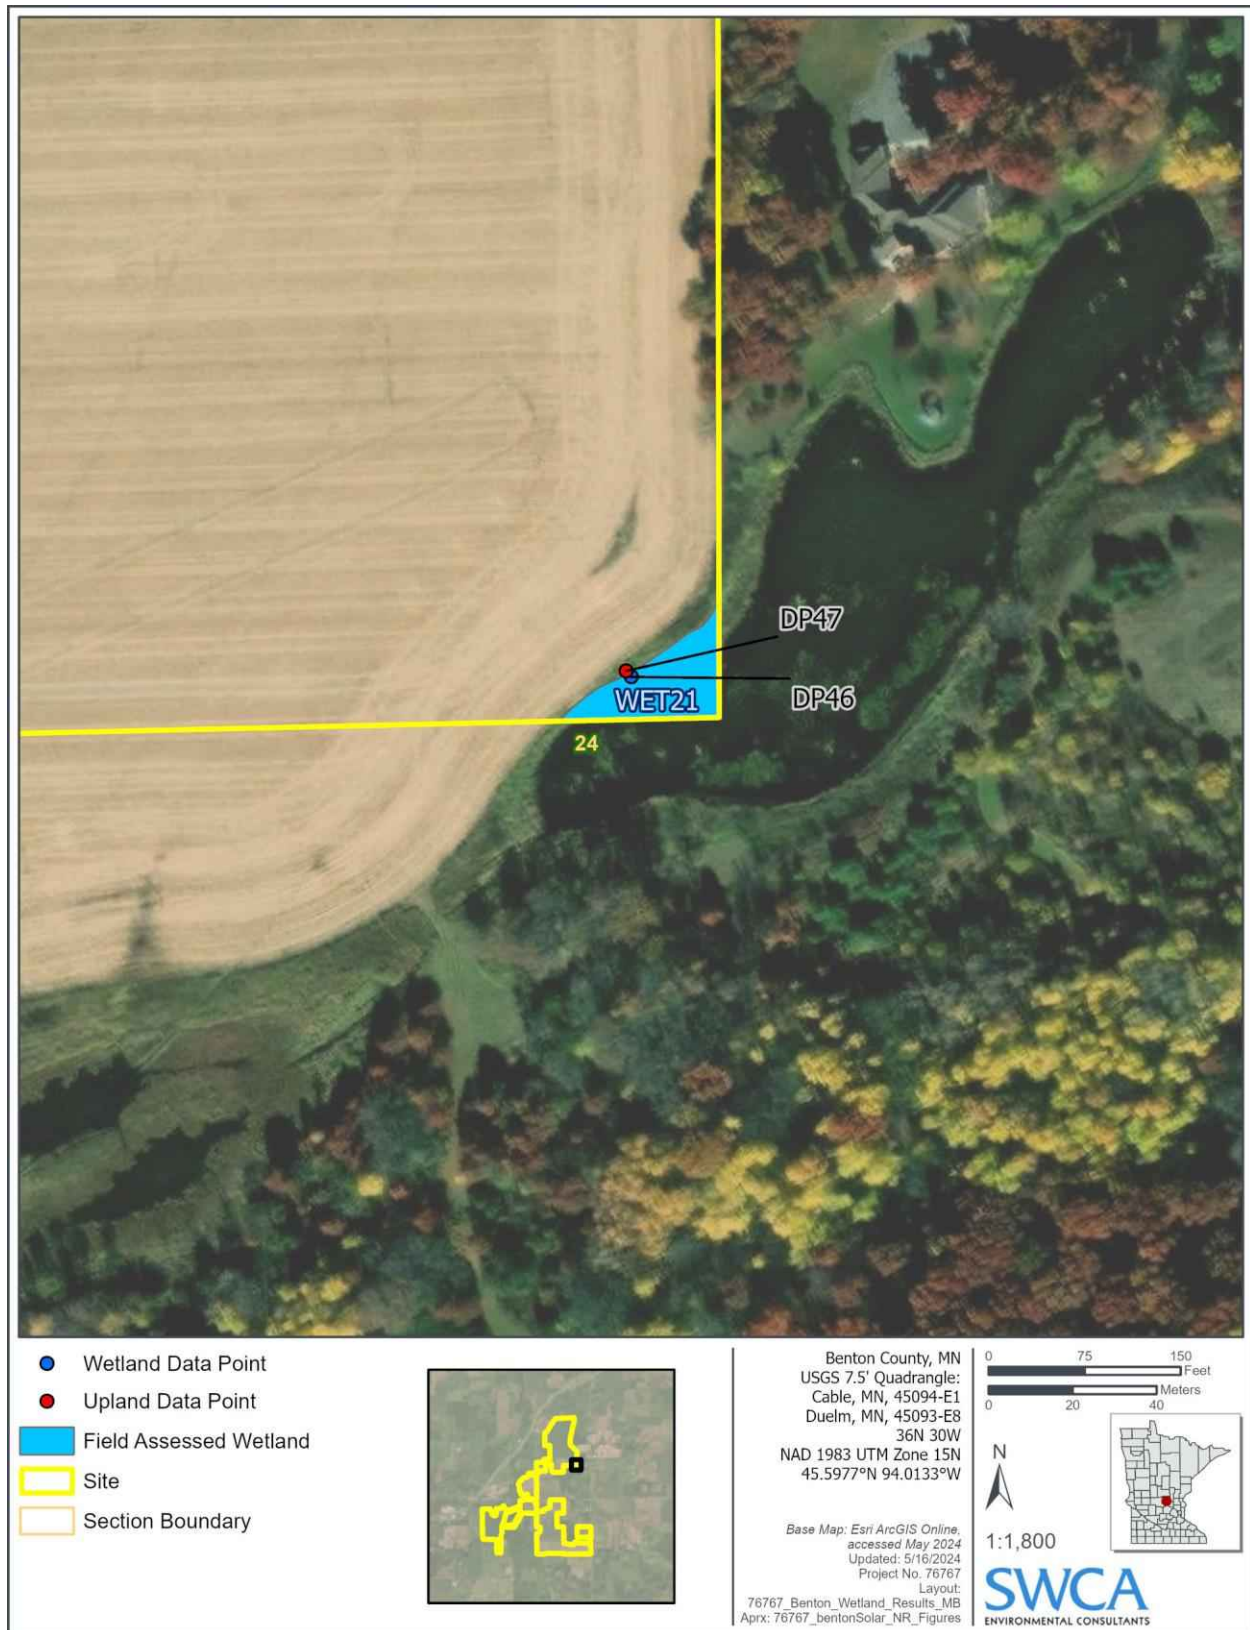 DP47
DP46
WET21
24
Wetland Data Point
Upland Data Point
Field Assessed Wetland
Site
Section Boundary
Benton County, MN
USGS 7.5' Quadrangle:
Cable, MN, 45094-E1
Duelm, MN, 45093-E8
36N 30W
NAD 1983 UTM Zone 15N
45.5977°N 94.0133°W
Base Map: Esri ArcGIS Online,
accessed May 2024
Updated: 5/16/2024
Project No. 76767
Layout:
76767_Benton_Wetland_Results_MB
Aprx: 76767_bentonSolar_NR_Figures
0 75 150
Feet
Meters
0 20 40
N
1:1,800
SWCA
ENVIRONMENTAL CONSULTANTS